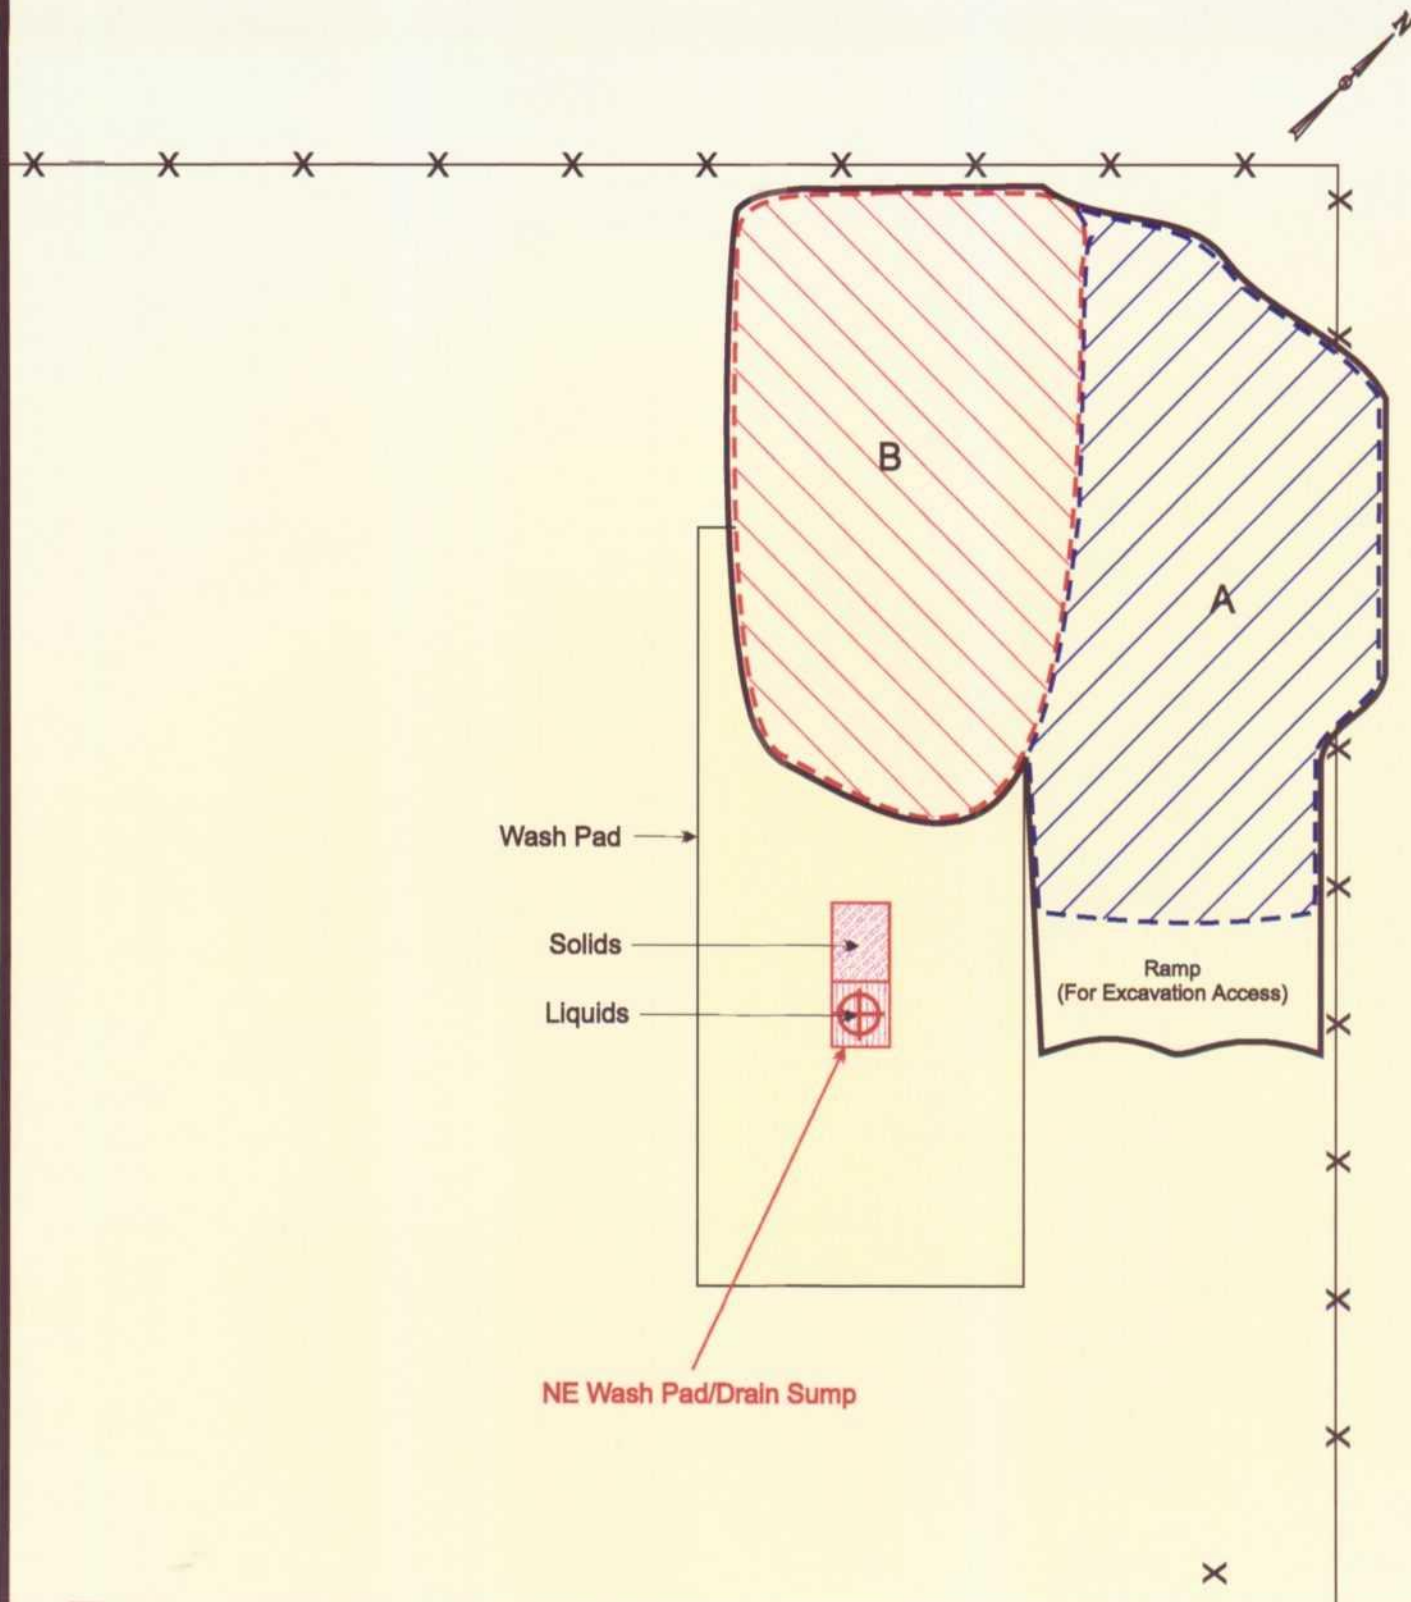 N
B
A
Wash Pad
Solids
Ramp
(For Excavation Access)
Liquids
NE Wash Pad/Drain Sump